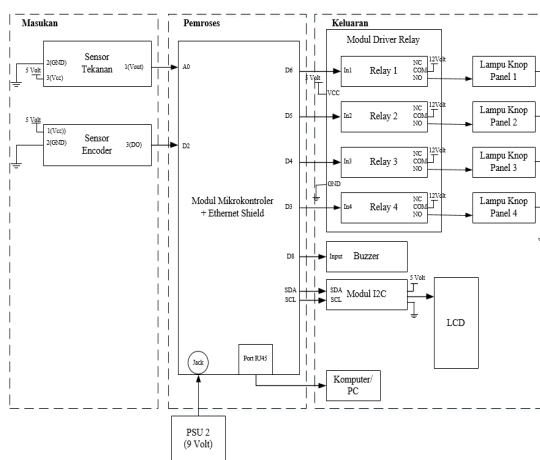 Masukan
Pemroses
Keluaran
5 Volt
2(GND)
3(Vcc)
Sensor
Tekanan
1(Vout)
5 Volt
1(Vcc))
2(GND)
Sensor
Encoder
3(DO)
A0
D2
Modul Mikrokontroler
+ Ethernet Shield
D6
D5
D4
D3
D8
SDA
SCL
Jack
Port RJ45
PSU 2
(9 Volt)
Modul Driver Relay
5 Volt
VCC
GND
In1
Relay 1
NC
COM
NO
12Volt
Lampu Knop
Panel 1
In2
Relay 2
NC
COM
NO
12Volt
Lampu Knop
Panel 2
In3
Relay 3
NC
COM
NO
12Volt
Lampu Knop
Panel 3
In4
Relay 4
NC
COM
NO
12Volt
Lampu Knop
Panel 4
Input
Buzzer
SDA
SCL
Modul I2C
5 Volt
LCD
Komputer/
PC